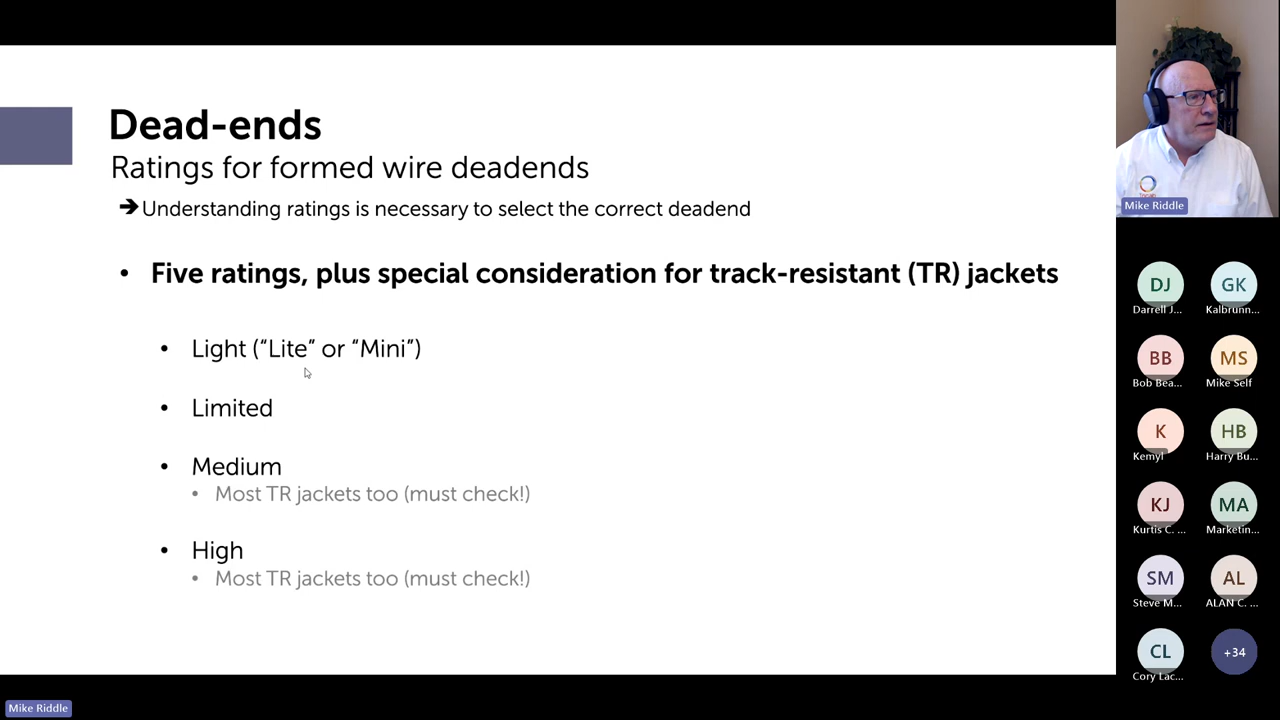 Dead-ends
Ratings for formed wire deadends
➔Understanding ratings is necessary to select the correct deadend
• Five ratings, plus special consideration for track-resistant (TR) jackets
• Light (“Lite” or “Mini”)
• Limited
• Medium
• Most TR jackets too (must check!)
• High
• Most TR jackets too (must check!)
Mike Riddle
Mike Riddle
DJ
Darrell J...
GK
Kalbrunn...
BB
Bob Bea...
MS
Mike Self
K
Kemyl
HB
Harry Bu...
KJ
Kurtis C. ...
MA
Marketin...
SM
Steve M...
AL
ALAN C. ...
CL
Cory Lac...
+34